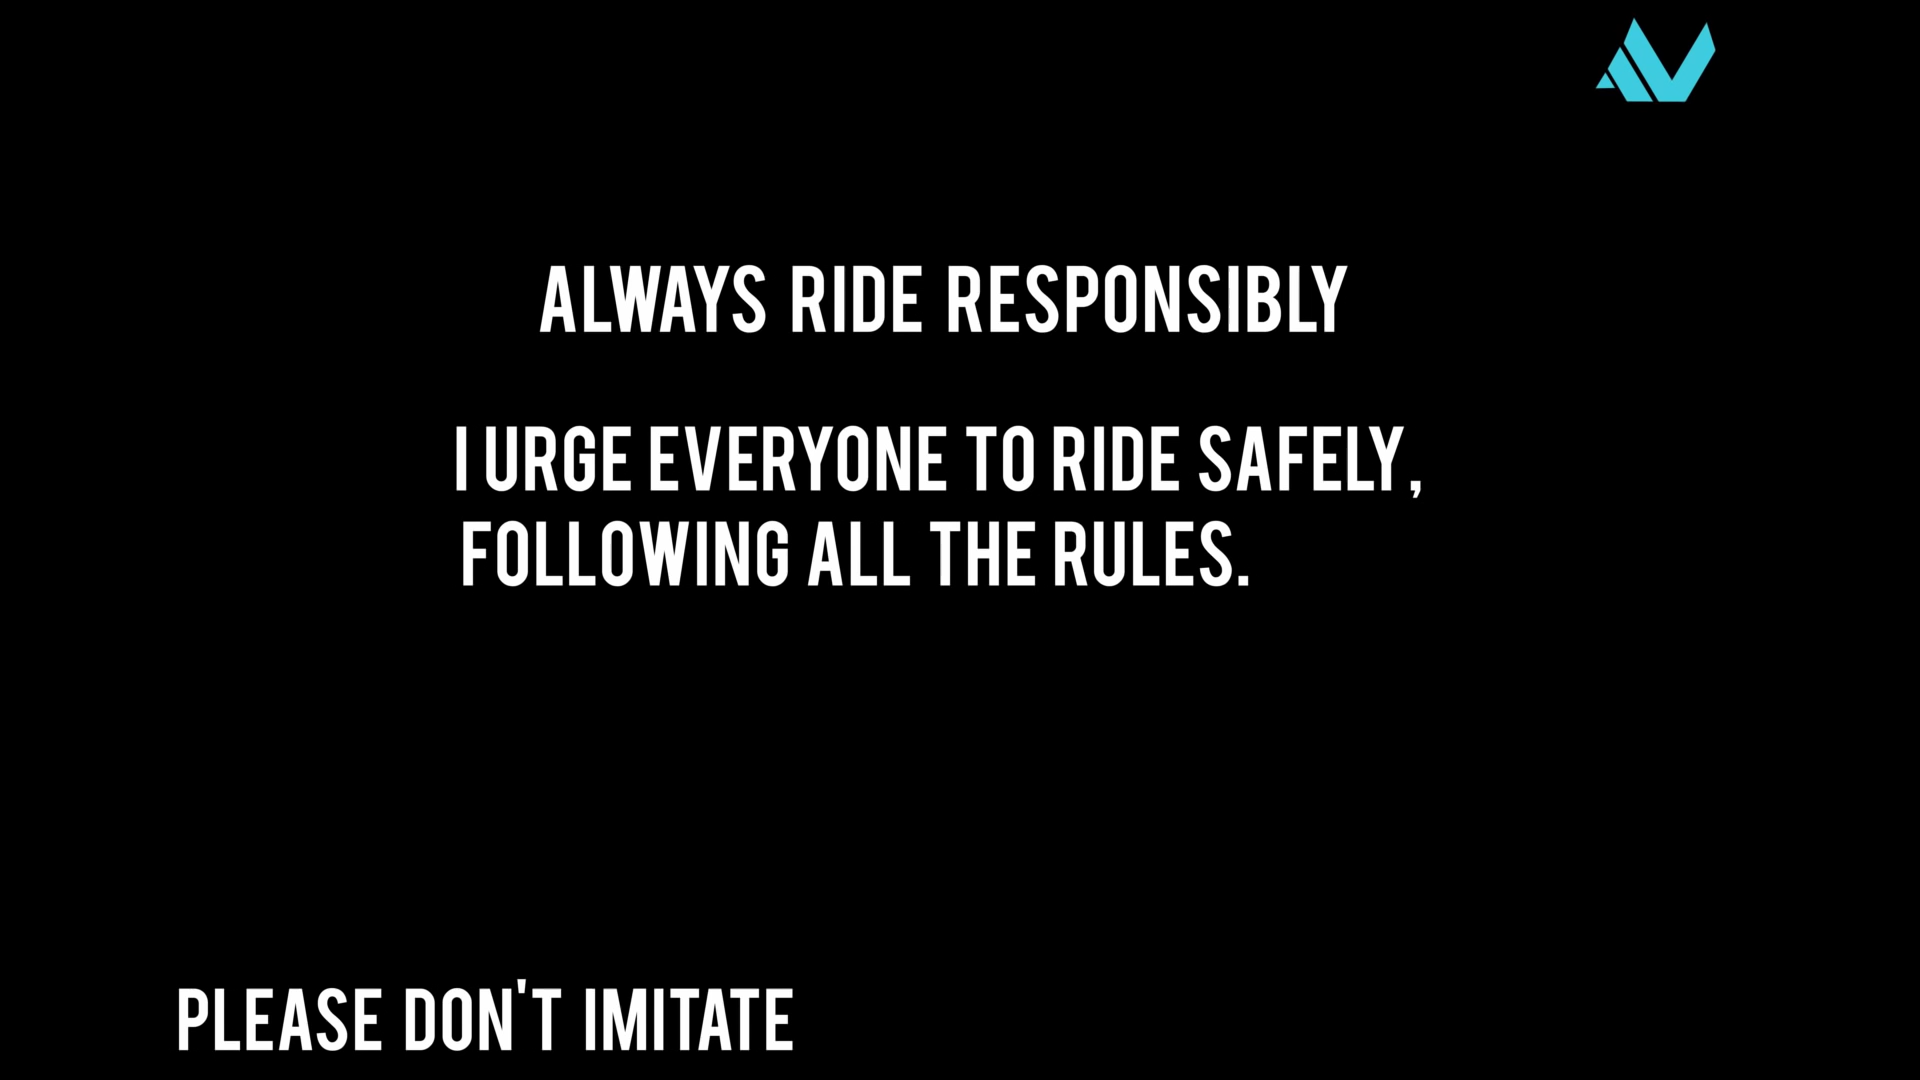 ALWAYS RIDE RESPONSIBLY
I URGE EVERYONE TO RIDE SAFELY,
FOLLOWING ALL THE RULES.
PLEASE DON'T IMITATE